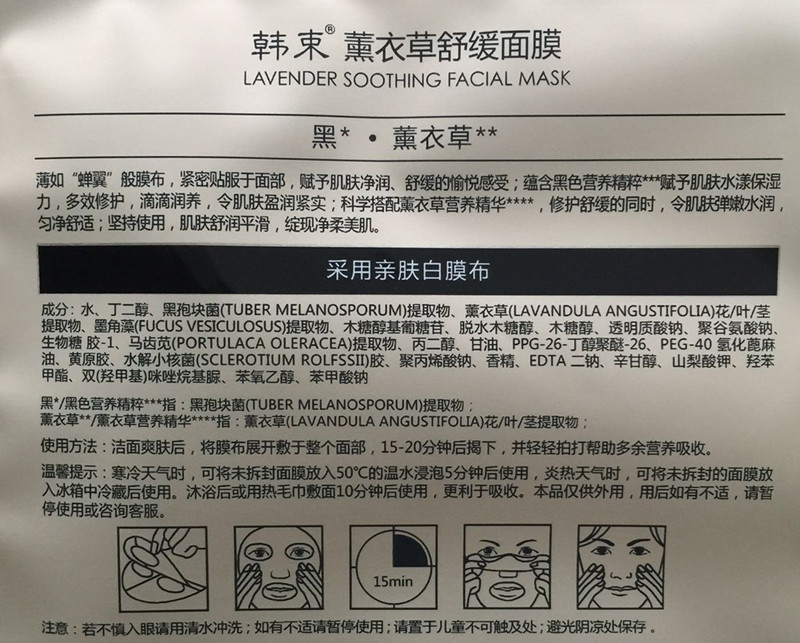 韩束® 薰衣草舒缓面膜
LAVENDER SOOTHING FACIAL MASK
黑* • 薰衣草**
薄如“蝉翼”般膜布，紧密贴服于面部，赋予肌肤净润、舒缓的愉悦感受；蕴含黑色营养精粹***赋予肌肤水漾保湿
力，多效修护，滴滴润养，令肌肤盈润紧实；科学搭配薰衣草营养精华****，修护舒缓的同时，令肌肤弹嫩水润，
匀净舒适；坚持使用，肌肤舒润平滑，绽现净柔美肌。
采用亲肤白膜布
成分：水、丁二醇、黑孢块菌(TUBER MELANOSPORUM)提取物、薰衣草(LAVANDULA ANGUSTIFOLIA)花/叶/茎
提取物、墨角藻(FUCUS VESICULOSUS)提取物、木糖醇基葡糖苷、脱水木糖醇、木糖醇、透明质酸钠、聚谷氨酸钠、
生物糖 胶-1、马齿苋(PORTULACA OLERACEA)提取物、丙二醇、甘油、PPG-26-丁醇聚醚-26、PEG-40 氢化蓖麻
油、黄原胶、水解小核菌(SCLEROTIUM ROLFSSII)胶、聚丙烯酸钠、香精、EDTA 二钠、辛甘醇、山梨酸钾、羟苯
甲酯、双(羟甲基)咪唑烷基脲、苯氧乙醇、苯甲酸钠
黑*/黑色营养精粹***指：黑孢块菌(TUBER MELANOSPORUM)提取物；
薰衣草**/薰衣草营养精华****指：薰衣草(LAVANDULA ANGUSTIFOLIA)花/叶/茎提取物；
使用方法：洁面爽肤后，将膜布展开敷于整个面部，15-20分钟后揭下，并轻轻拍打帮助多余营养吸收。
温馨提示：寒冷天气时，可将未拆封面膜放入50℃的温水浸泡5分钟后使用，炎热天气时，可将未拆封的面膜放
入冰箱中冷藏后使用。沐浴后或用热毛巾敷面10分钟后使用，更利于吸收。本品仅供外用，用后如有不适，请暂
停使用或咨询客服。
15min
注意：若不慎入眼请用清水冲洗；如有不适请暂停使用；请置于儿童不可触及处；避光阴凉处保存。